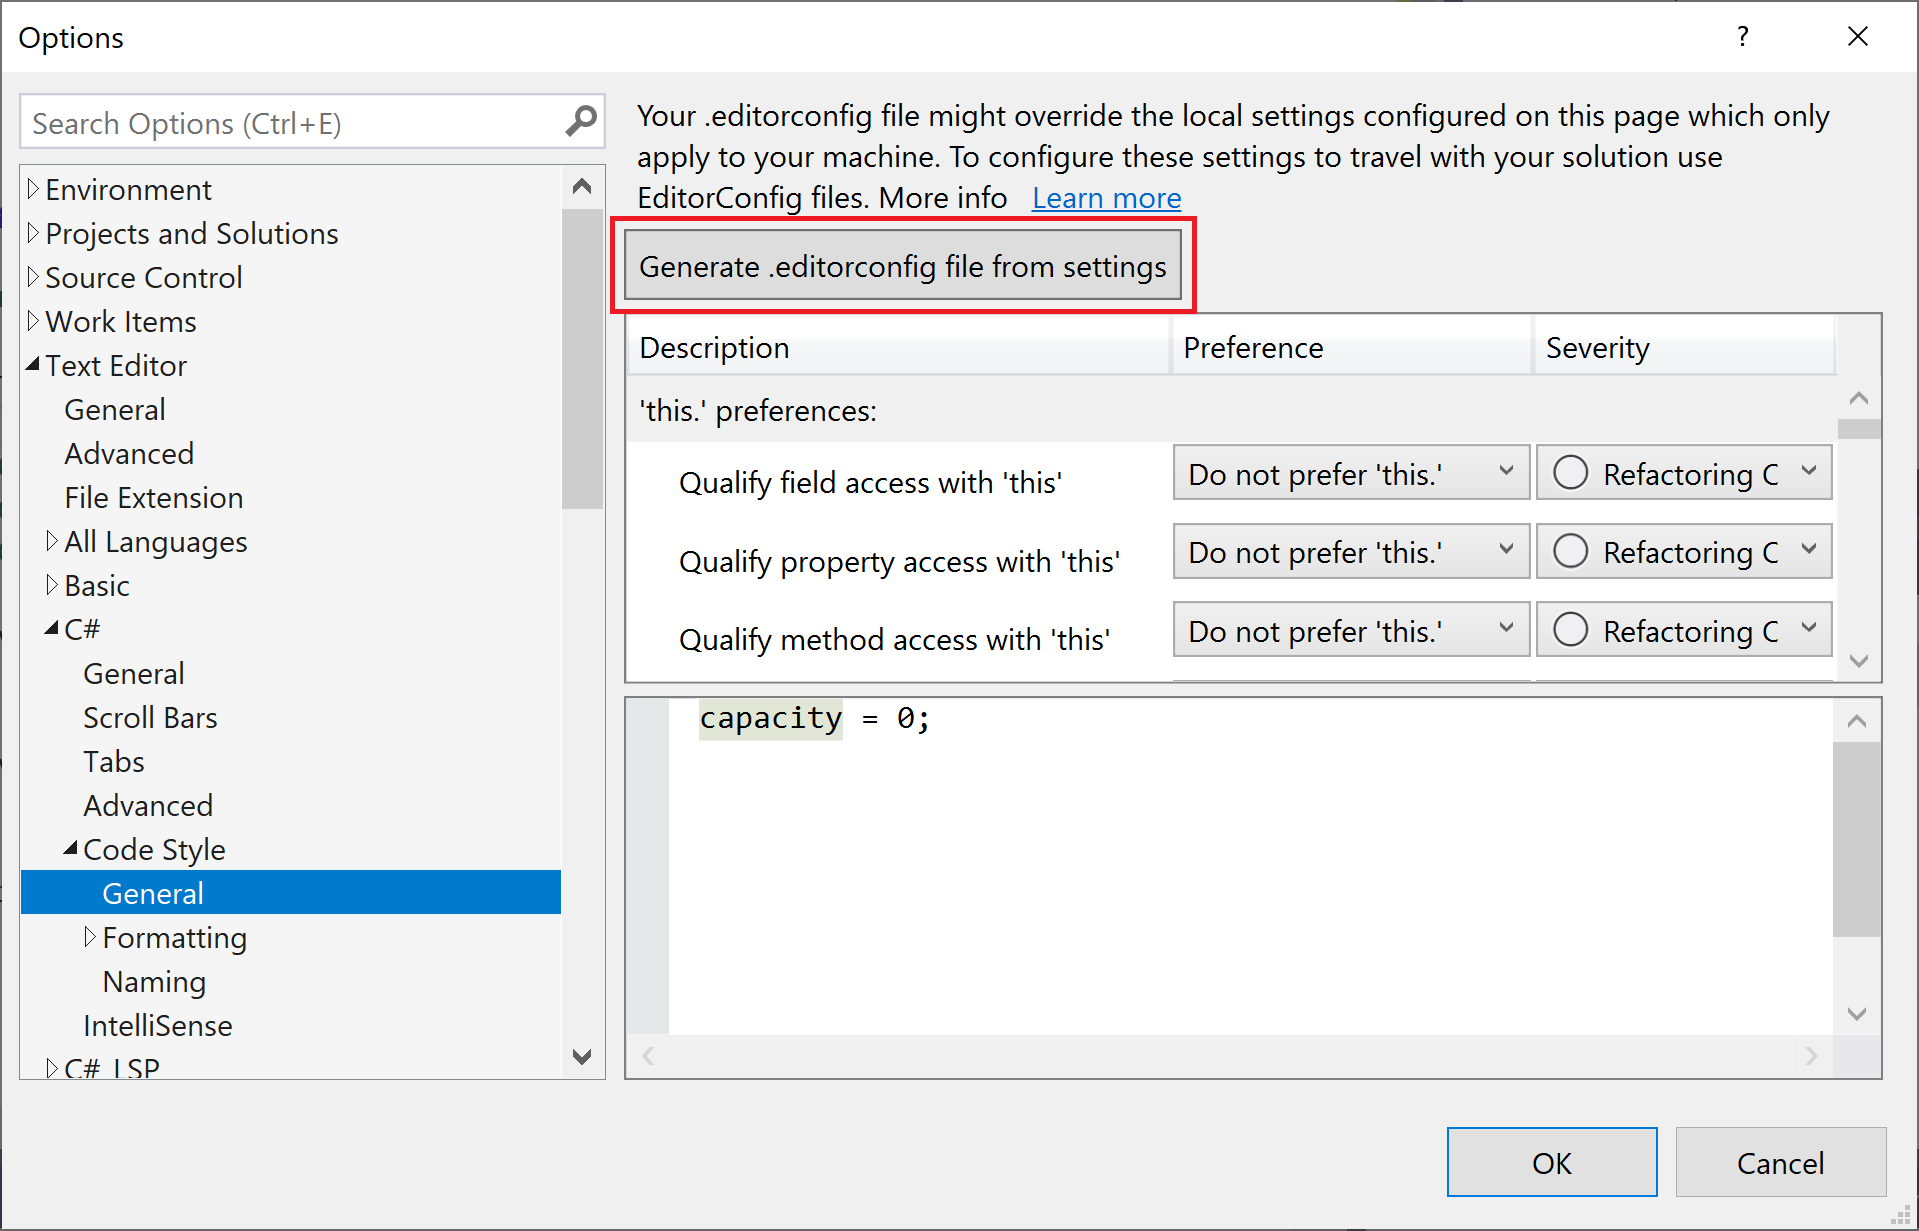 Options
?
Search Options (Ctrl+E)
Environment
Projects and Solutions
Source Control
Work Items
Text Editor
General
Advanced
File Extension
All Languages
Basic
C#
General
Scroll Bars
Tabs
Advanced
Code Style
General
Formatting
Naming
IntelliSense
C# LSP
Your .editorconfig file might override the local settings configured on this page which only
apply to your machine. To configure these settings to travel with your solution use
EditorConfig files. More info Learn more
Generate .editorconfig file from settings
Description Preference Severity
'this.' preferences:
Qualify field access with 'this' Do not prefer 'this.' Refactoring C
Qualify property access with 'this' Do not prefer 'this.' Refactoring C
Qualify method access with 'this' Do not prefer 'this.' Refactoring C
capacity = 0;
OK Cancel